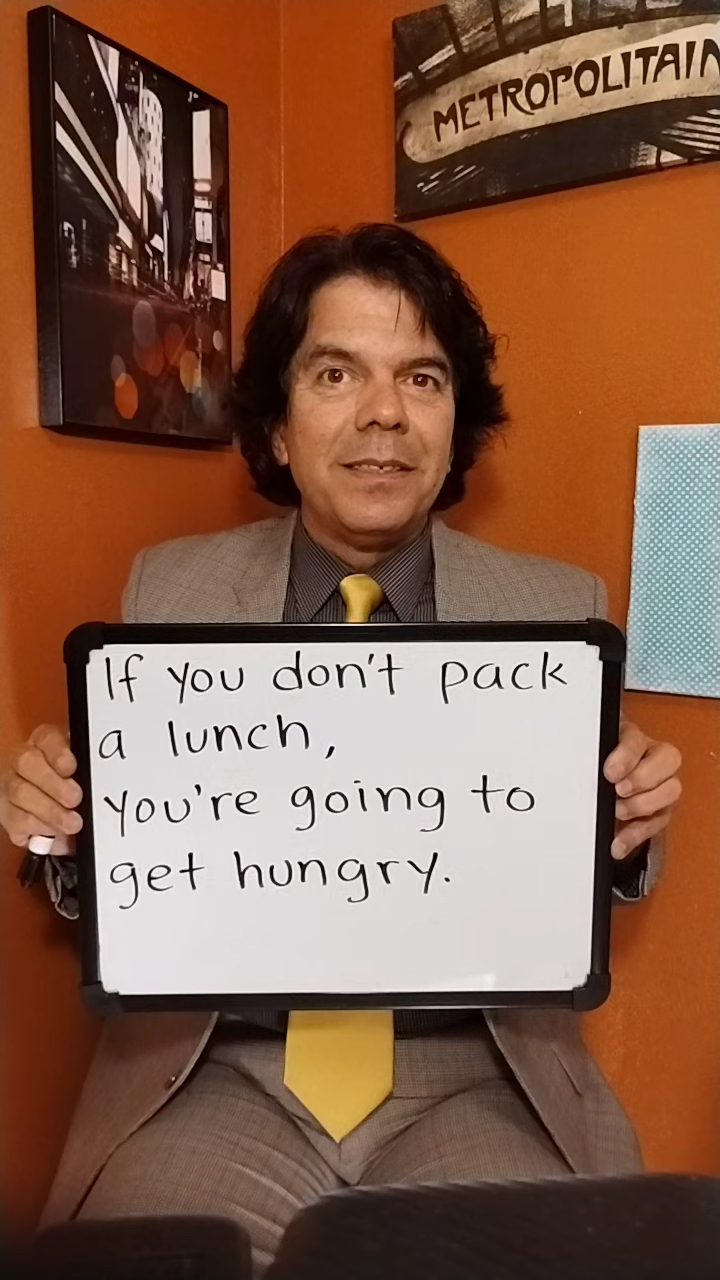 METROPOLITAIN
If you don't pack
a lunch,
you're going to
get hungry.